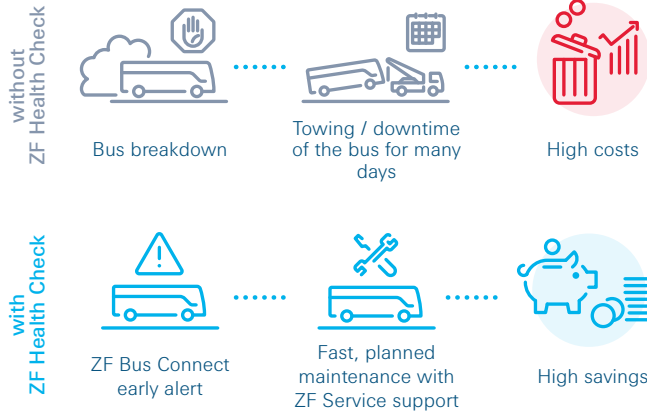 without
ZF Health Check
Bus breakdown
Towing / downtime
of the bus for many
days
High costs
with
ZF Health Check
ZF Bus Connect
early alert
Fast, planned
maintenance with
ZF Service support
High savings